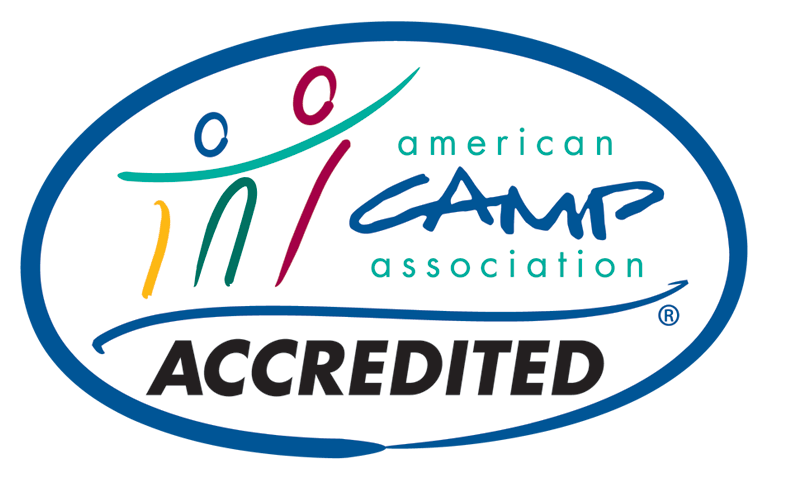 american
CAMP
association
®
ACCREDITED